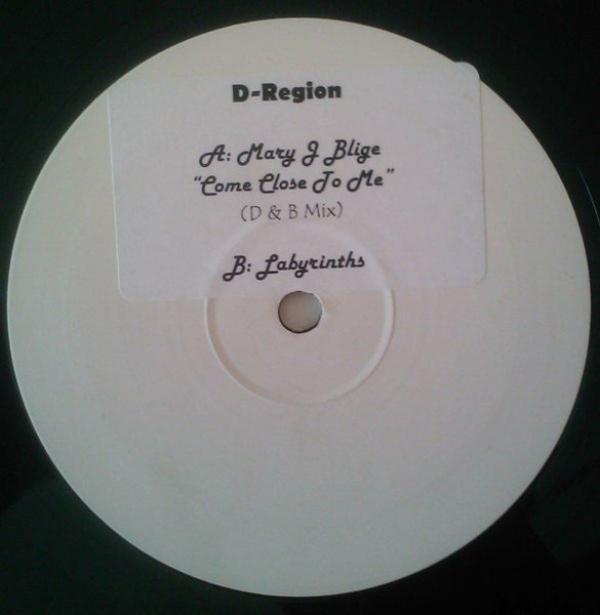 D-Region
A: Mary J Blige
"Come Close To Me"
(D & B Mix)
B: Labyrinths